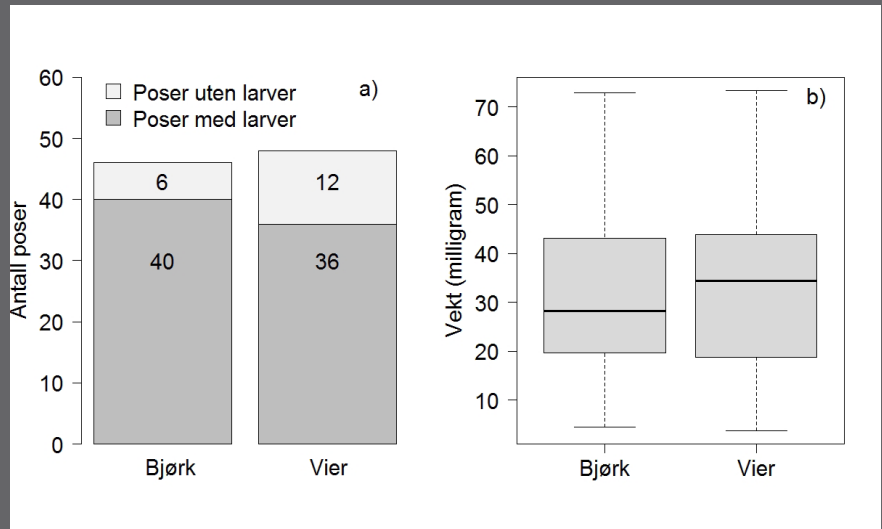 60
50
40
30
20
10
0
Antall poser
Poser uten larver
Poser med larver
a)
6
12
40
36
Bjørk
Vier
70
60
50
40
30
20
10
Vekt (milligram)
b)
Bjørk
Vier